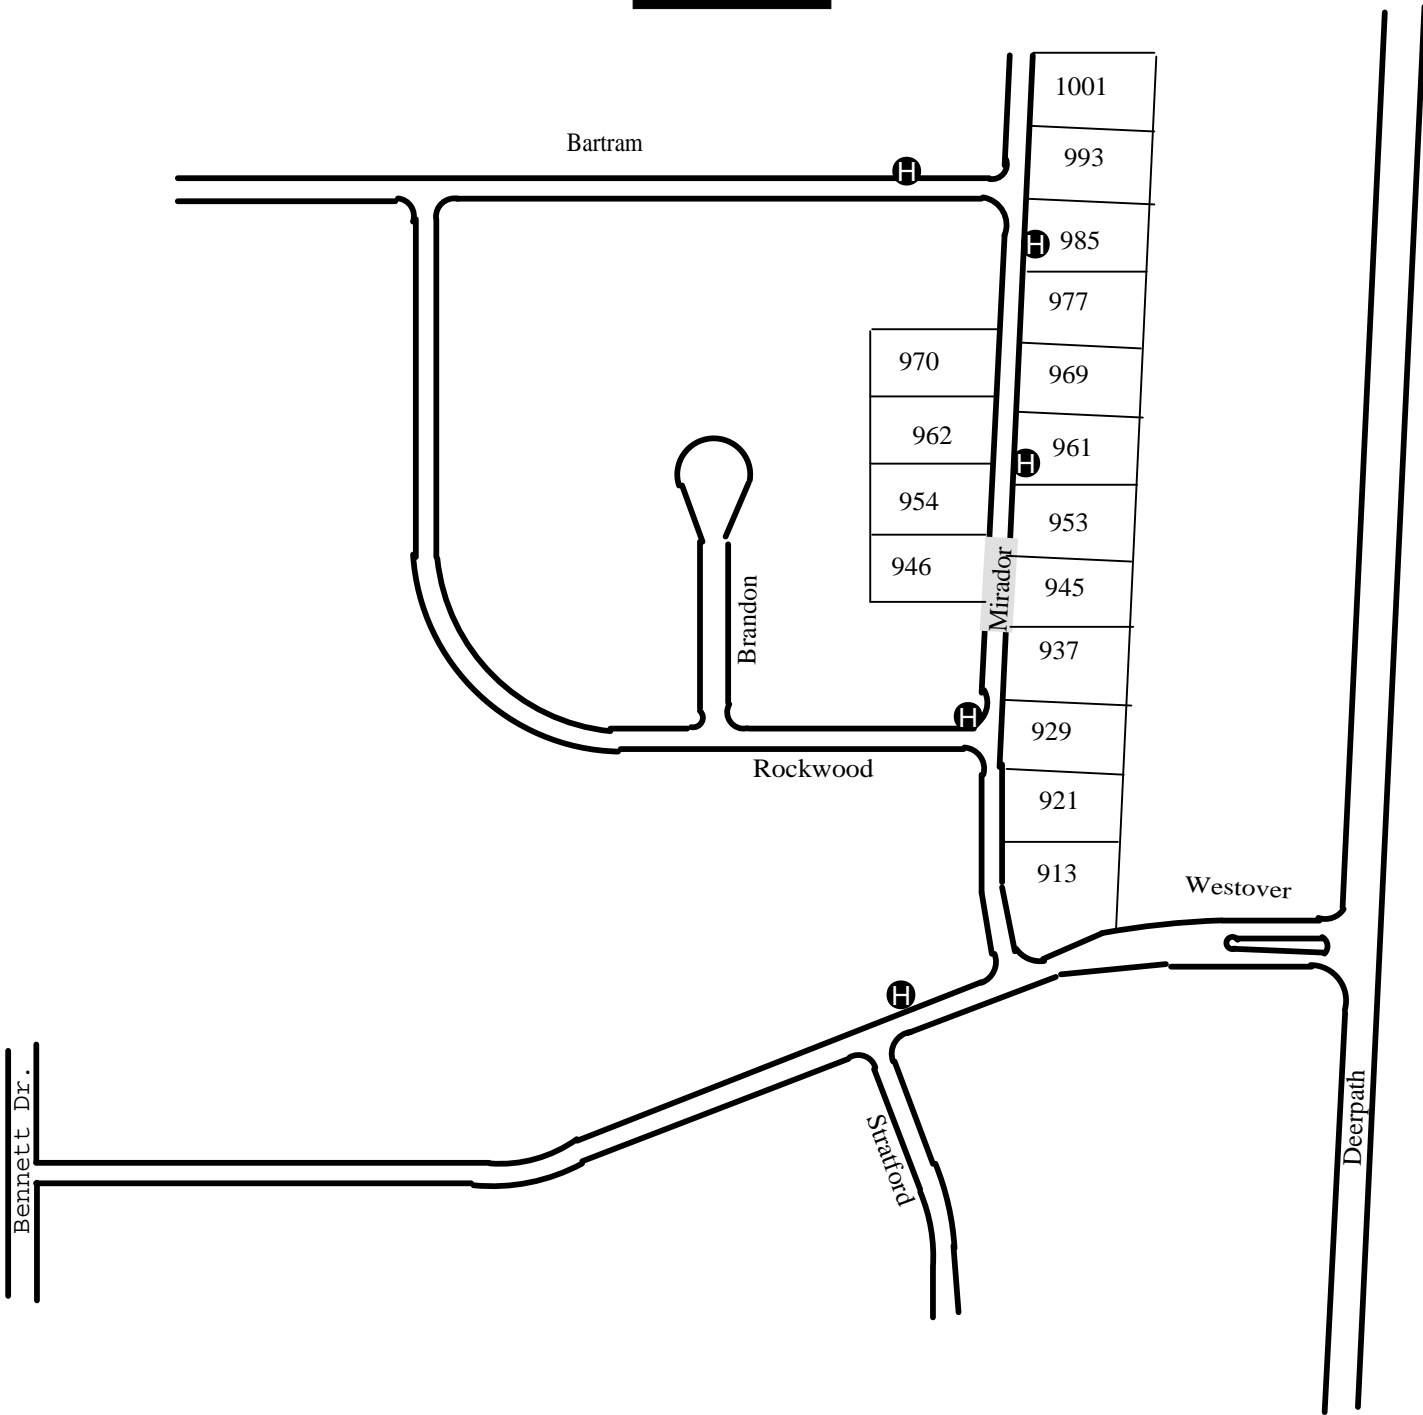 1001
Bartram
993
H
H
985
977
970
969
962
961
H
954
953
946
Mirador
945
Brandon
937
H
929
Rockwood
921
913
Westover
H
Bennett Dr.
Stratford
Deerpath